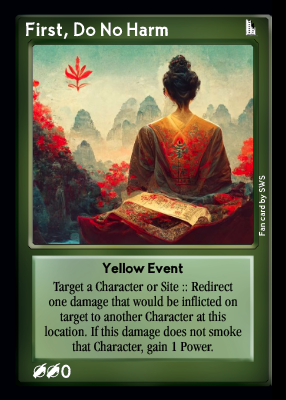 First, Do No Harm
Fan card by SWS
Yellow Event
Target a Character or Site :: Redirect
one damage that would be inflicted on
target to another Character at this
location. If this damage does not smoke
that Character, gain 1 Power.
0